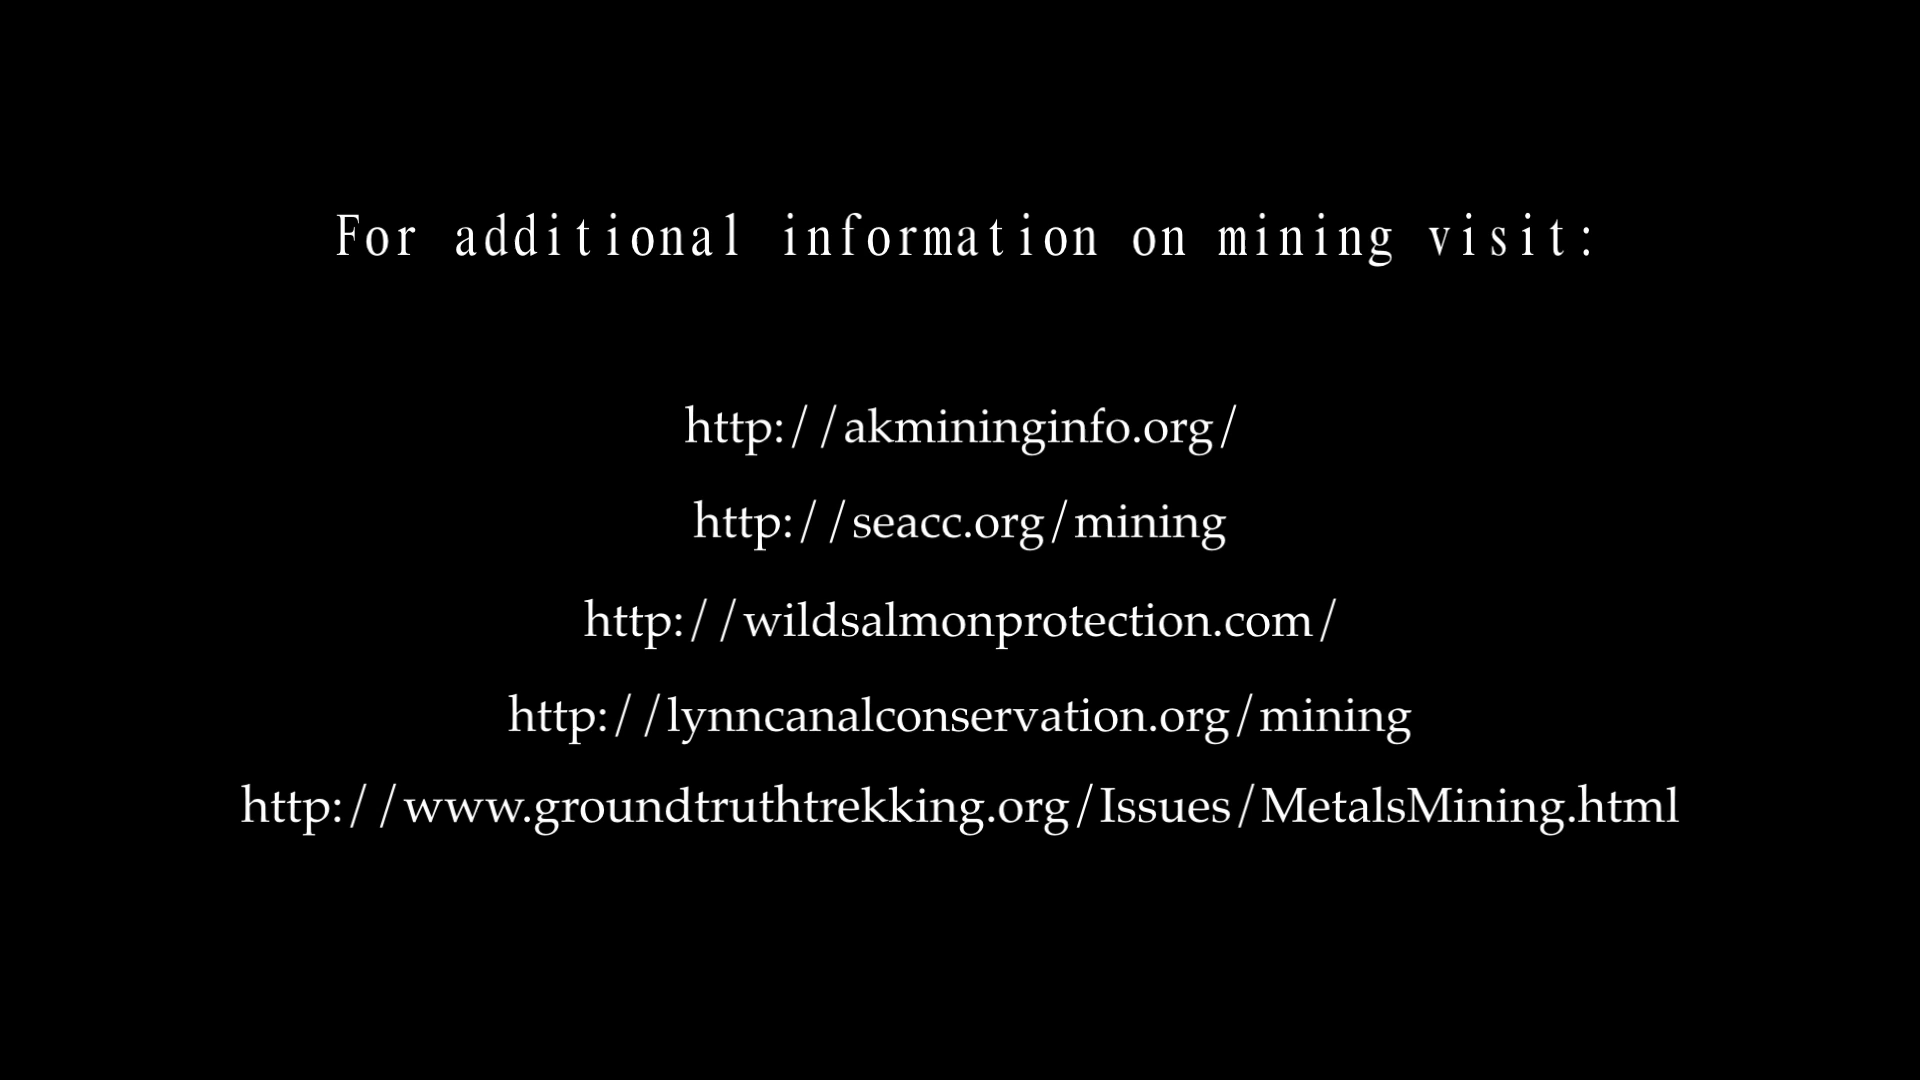 For additional information on mining visit:
http://akmininginfo.org/
http://seacc.org/mining
http://wildsalmonprotection.com/
http://lynncanalconservation.org/mining
http://www.groundtruthtrekking.org/Issues/MetalsMining.html